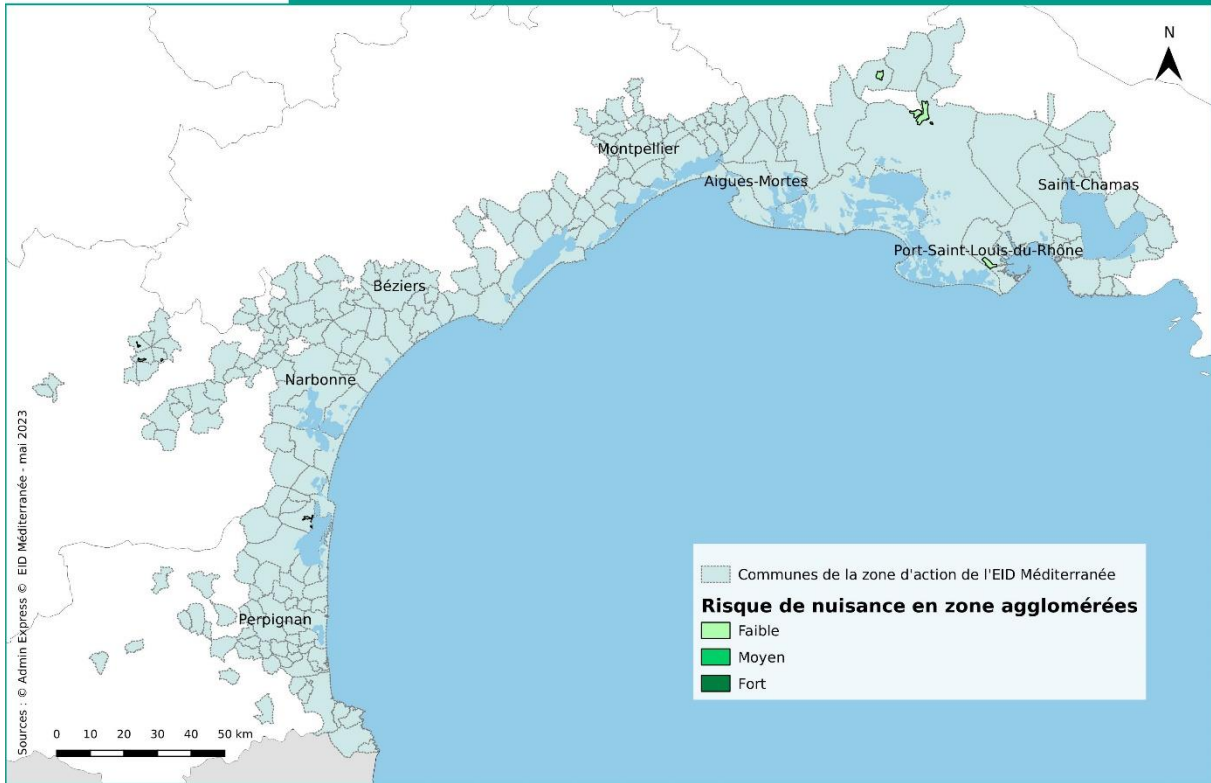 N
Montpellier
Aigues-Mortes
Saint-Chamas
Port-Saint-Louis-du-Rhône
Béziers
Narbonne
Perpignan
Communes de la zone d'action de l'EID Méditerranée
Risque de nuisance en zone agglomérées
Faible
Moyen
Fort
0 10 20 30 40 50 km
Sources : © Admin Express © EID Méditerranée - mai 2023